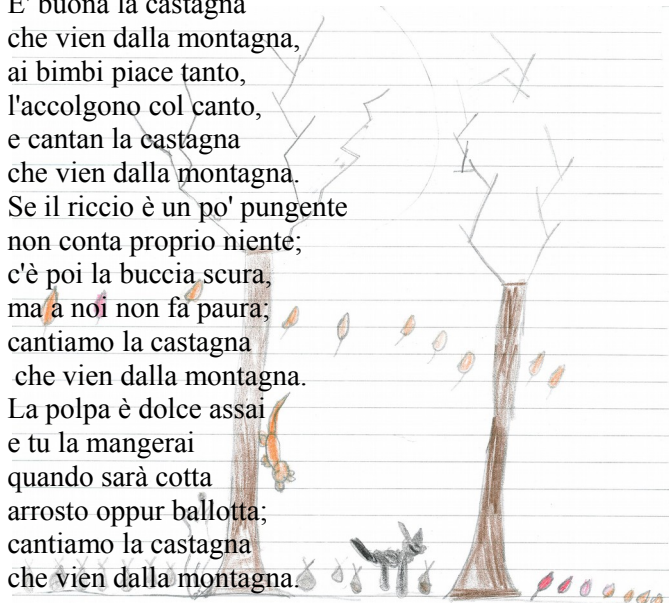 E' buona la castagna
che vien dalla montagna,
ai bimbi piace tanto,
l'accolgono col canto,
e cantan la castagna
che vien dalla montagna.
Se il riccio è un po' pungente
non conta proprio niente;
c'è poi la buccia scura,
ma a noi non fa paura;
cantiamo la castagna
che vien dalla montagna.
La polpa è dolce assai
e tu la mangerai
quando sarà cotta
arrosto oppur ballotta;
cantiamo la castagna
che vien dalla montagna.